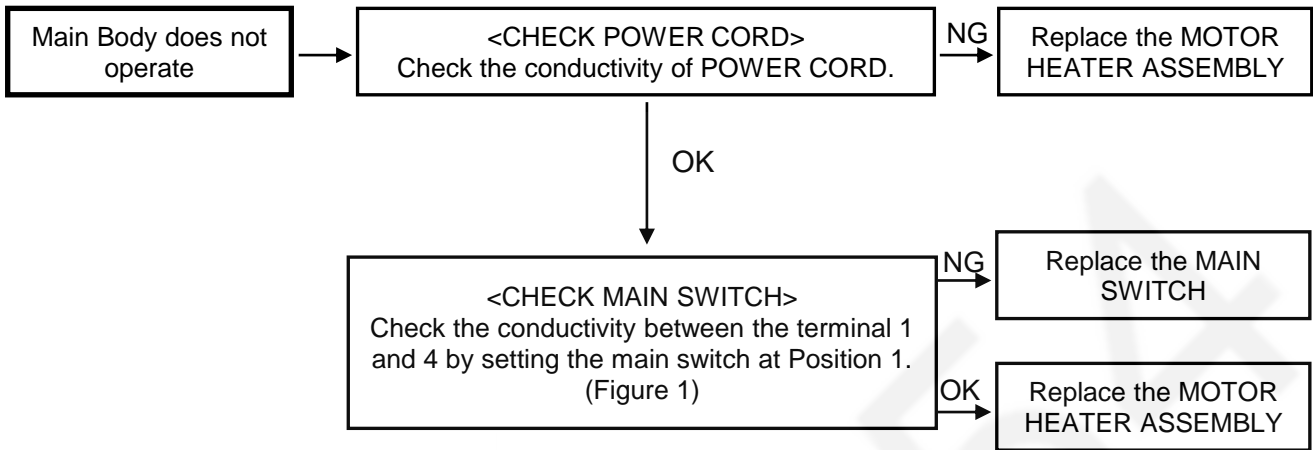 Main Body does not
operate
<CHECK POWER CORD>
Check the conductivity of POWER CORD.
NG
Replace the MOTOR
HEATER ASSEMBLY
OK
<CHECK MAIN SWITCH>
Check the conductivity between the terminal 1
and 4 by setting the main switch at Position 1.
(Figure 1)
NG
Replace the MAIN
SWITCH
OK
Replace the MOTOR
HEATER ASSEMBLY